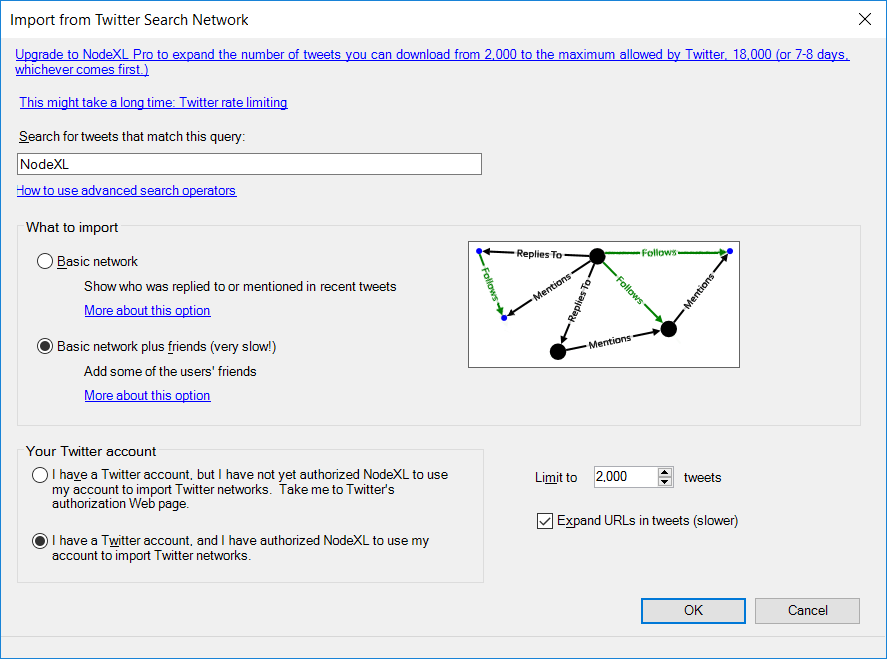 Import from Twitter Search Network
Upgrade to NodeXL Pro to expand the number of tweets you can download from 2,000 to the maximum allowed by Twitter, 18,000 (or 7-8 days,
whichever comes first.)
This might take a long time: Twitter rate limiting
Search for tweets that match this query:
NodeXL
How to use advanced search operators
What to import
Basic network
Show who was replied to or mentioned in recent tweets
More about this option
Basic network plus friends (very slow!)
Add some of the users' friends
More about this option
Replies To
Follows
Follows
Mentions
Replies To
Follows
Mentions
Mentions
Your Twitter account
I have a Twitter account, but I have not yet authorized NodeXL to use
my account to import Twitter networks.  Take me to Twitter's
authorization Web page.
I have a Twitter account, and I have authorized NodeXL to use my
account to import Twitter networks.
Limit to 2,000 tweets
Expand URLs in tweets (slower)
OK
Cancel